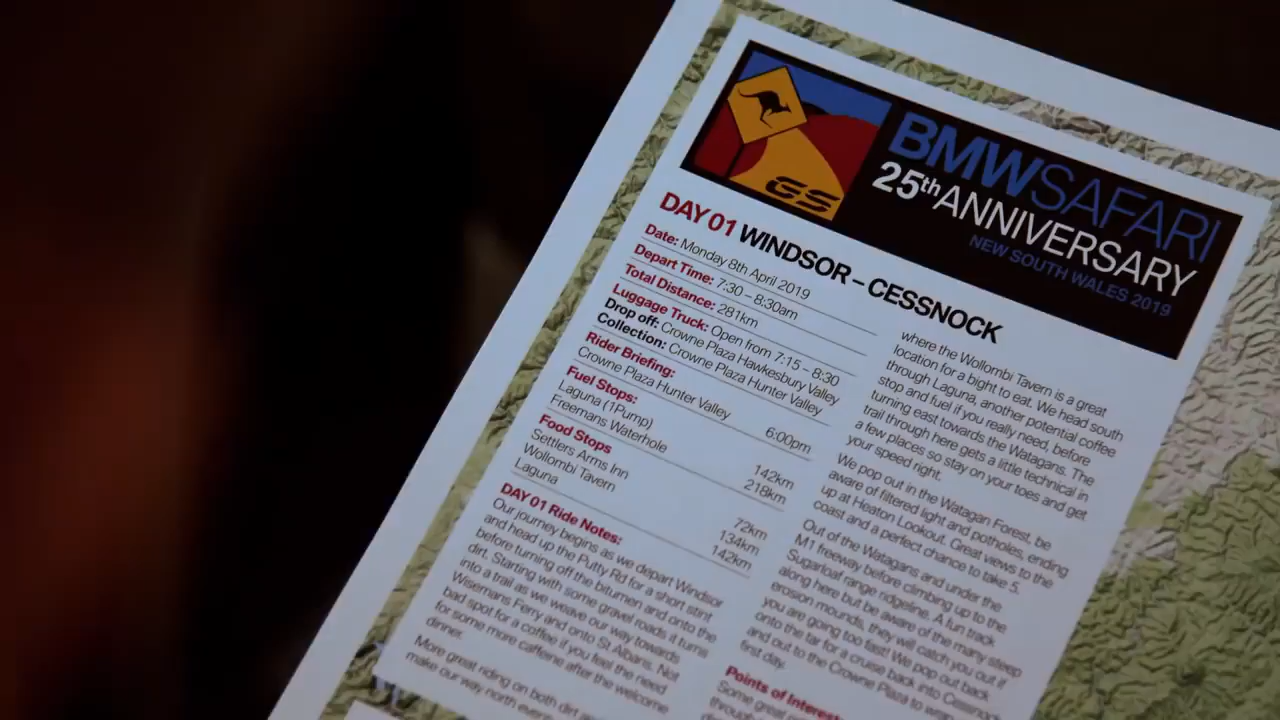 GS
BMWSAFARI
25th ANNIVERSARY
NEW SOUTH WALES 2019
DAY 01 WINDSOR – CESSNOCK
Date: Monday 8th April 2019
Depart Time: 7:30 – 8:30am
Total Distance: 281km
Luggage Truck: Open from 7:15 – 8:30
Drop off: Crowne Plaza Hawkesbury Valley
Collection: Crowne Plaza Hunter Valley
Rider Briefing:
Crowne Plaza Hunter Valley 6:00pm
Fuel Stops:
Laguna (1Pump) 142km
Freemans Waterhole 218km
Food Stops
Settlers Arms Inn 72km
Wollombi Tavern 134km
Laguna 142km
DAY 01 Ride Notes:
Our journey begins as we depart Windsor
and head up the Putty Rd for a short stint
before turning off the bitumen and onto the
dirt. Starting with some gravel roads it turns
into a trail as we weave our way towards
Wisemans Ferry and onto St Albans. Not
bad spot for a coffee if you feel the need
for some more caffeine after the welcome
dinner.
More great riding on both dirt
make our way north
where the Wollombi Tavern is a great
location for a bight to eat. We head south
through Laguna, another potential coffee
stop and fuel if you really need, before
turning east towards the Watagans. The
trail through here gets a little technical in
a few places so stay on your toes and get
your speed right.
We pop out in the Watagan Forest, be
aware of filtered light and potholes, ending
up at Heaton Lookout. Great views to the
coast and a perfect chance to take 5.
Out of the Watagans and under the
M1 freeway before climbing up to the
Sugarloaf range ridgeline. A fun track
along here but be aware of the many steep
erosion mounds, they will catch you out if
you are going too fast! We pop out back
onto the tar for a cruise back into Cessnock
and out to the Crowne Plaza to wrap
first day.
Points of Interest
Some great